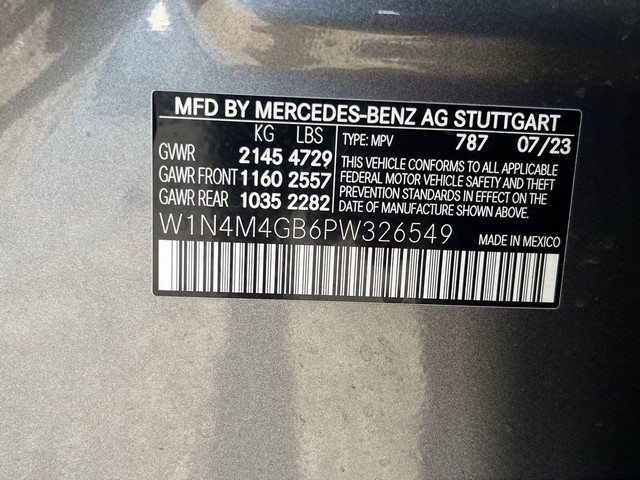 MFD BY MERCEDES-BENZ AG STUTTGART
KG LBS
GVWR 2145 4729
GAWR FRONT 1160 2557
GAWR REAR 1035 2282
TYPE: MPV 787 07/23
THIS VEHICLE CONFORMS TO ALL APPLICABLE
FEDERAL MOTOR VEHICLE SAFETY AND THEFT
PREVENTION STANDARDS IN EFFECT ON THE
DATE OF MANUFACTURE SHOWN ABOVE.
W1N4M4GB6PW326549 MADE IN MEXICO